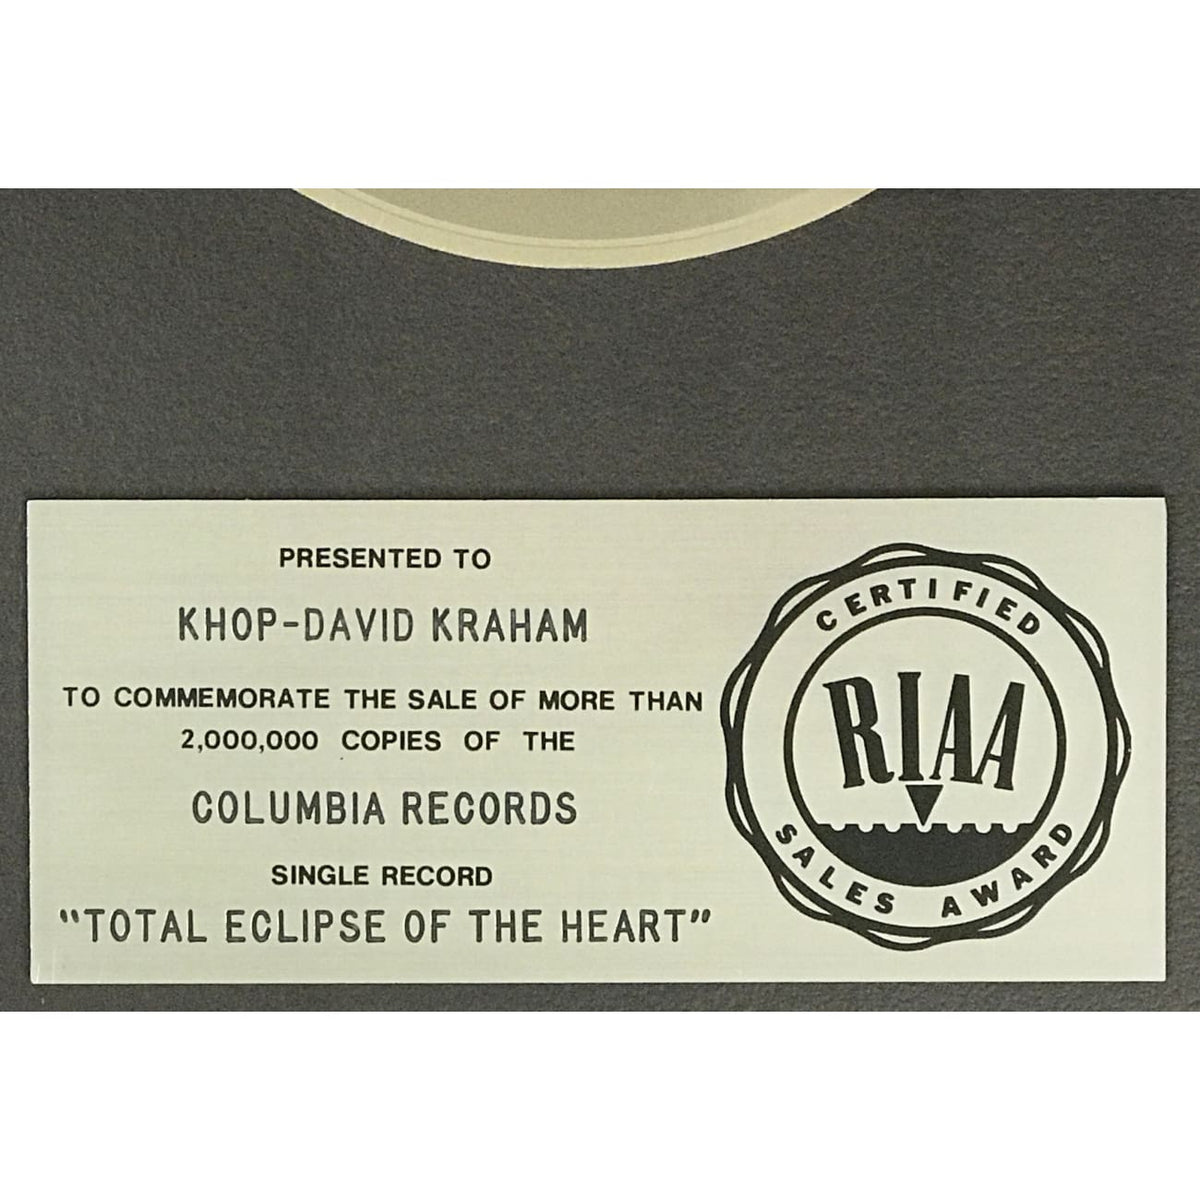 PRESENTED TO
KHOP-DAVID KRAHAM
TO COMMEMORATE THE SALE OF MORE THAN
2,000,000 COPIES OF THE
COLUMBIA RECORDS
SINGLE RECORD
"TOTAL ECLIPSE OF THE HEART"
CERTIFIED
RIAA
SALES AWARD